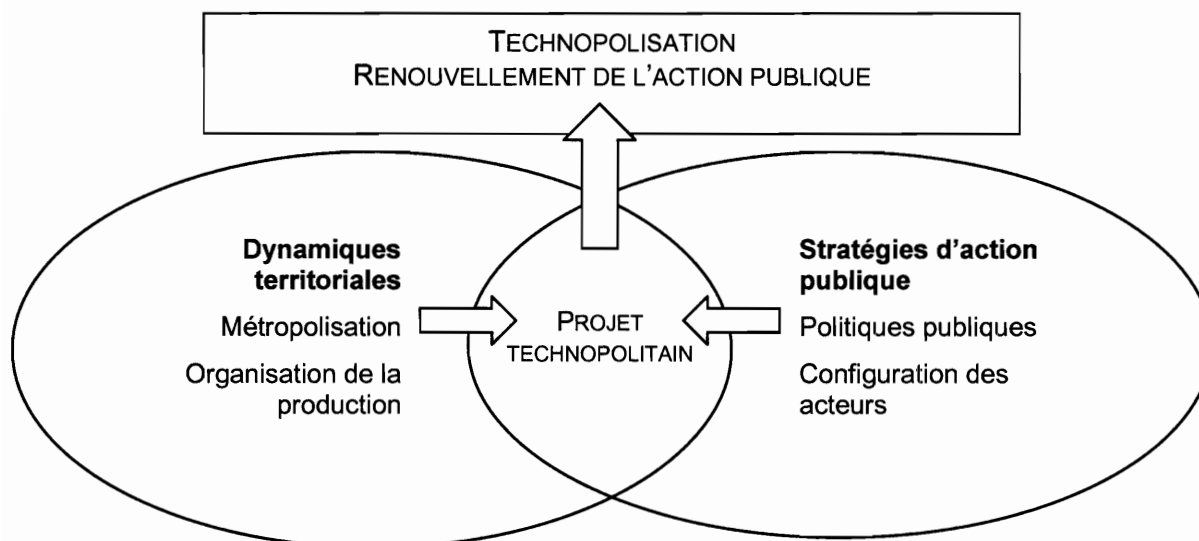 TECHNOPOLISATION
RENOUVELLEMENT DE L'ACTION PUBLIQUE
Dynamiques
territoriales
Métropolisation
Organisation de la
production
PROJET
TECHNOPOLITAIN
Stratégies d'action
publique
Politiques publiques
Configuration des
acteurs